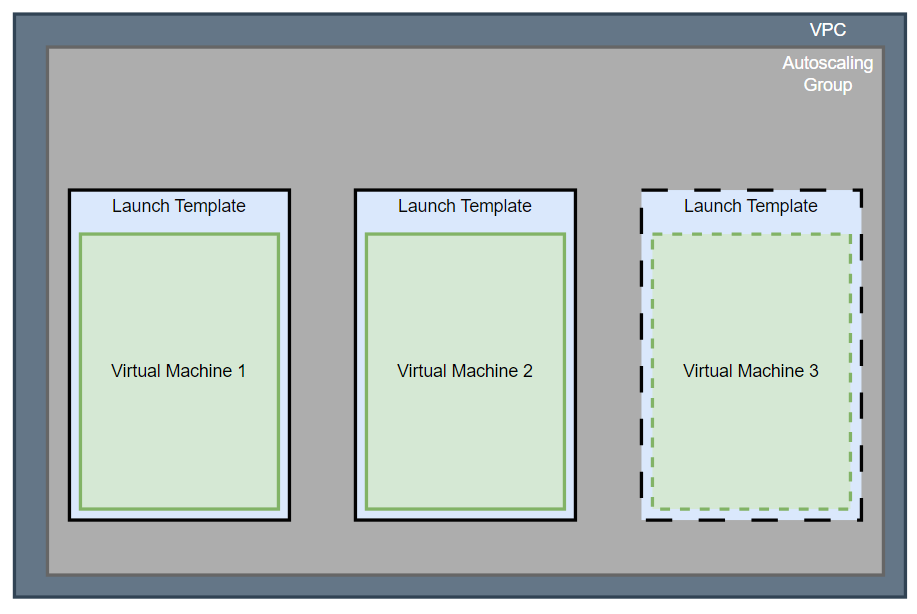 VPC
Autoscaling
Group
Launch Template
Launch Template
Launch Template
Virtual Machine 1
Virtual Machine 2
Virtual Machine 3